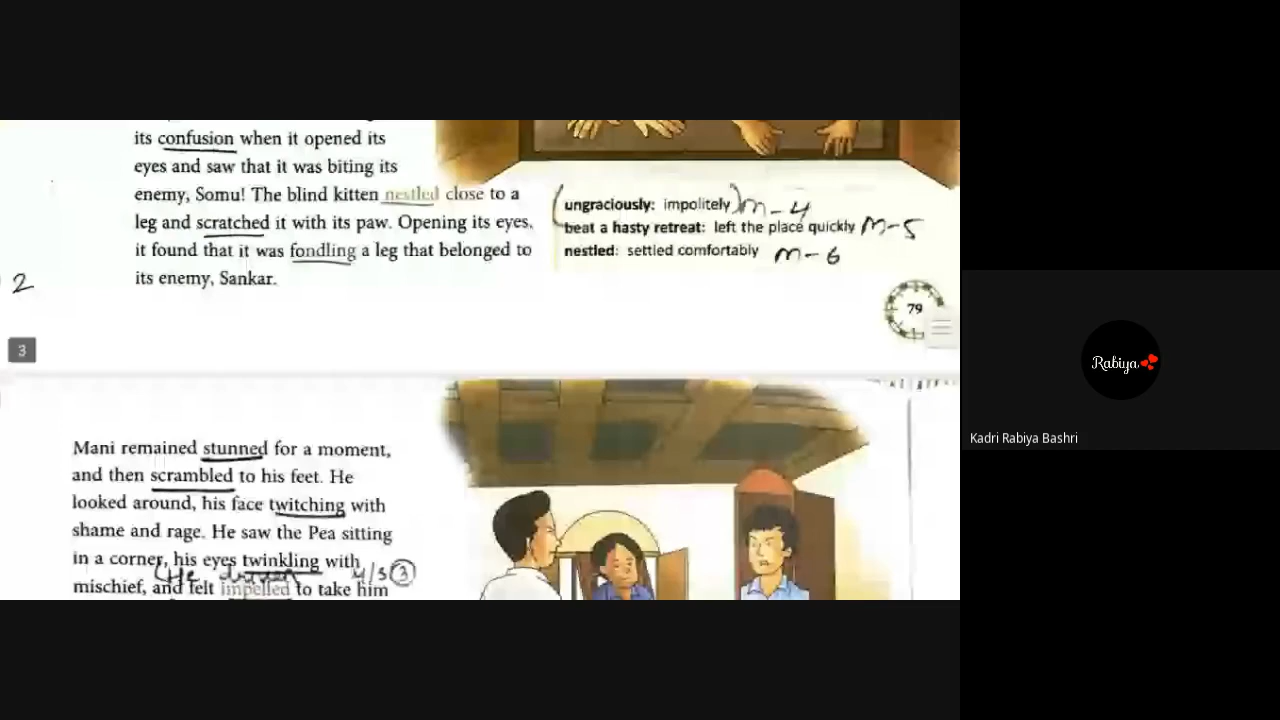 its confusion when it opened its
eyes and saw that it was biting its
enemy, Somu! The blind kitten nestled close to a
leg and scratched it with its paw. Opening its eyes,
it found that it was fondling a leg that belonged to
its enemy, Sankar.
ungraciously: impolitely) m-4
beat a hasty retreat: left the place quickly M-5
nestled: settled comfortably m-6
2
79
3
Mani remained stunned for a moment,
and then scrambled to his feet. He
looked around, his face twitching with
shame and rage. He saw the Pea sitting
in a corner, his eyes twinkling with
(He driven 3
mischief, and felt impelled to take him
Rabiya
Kadri Rabiya Bashri